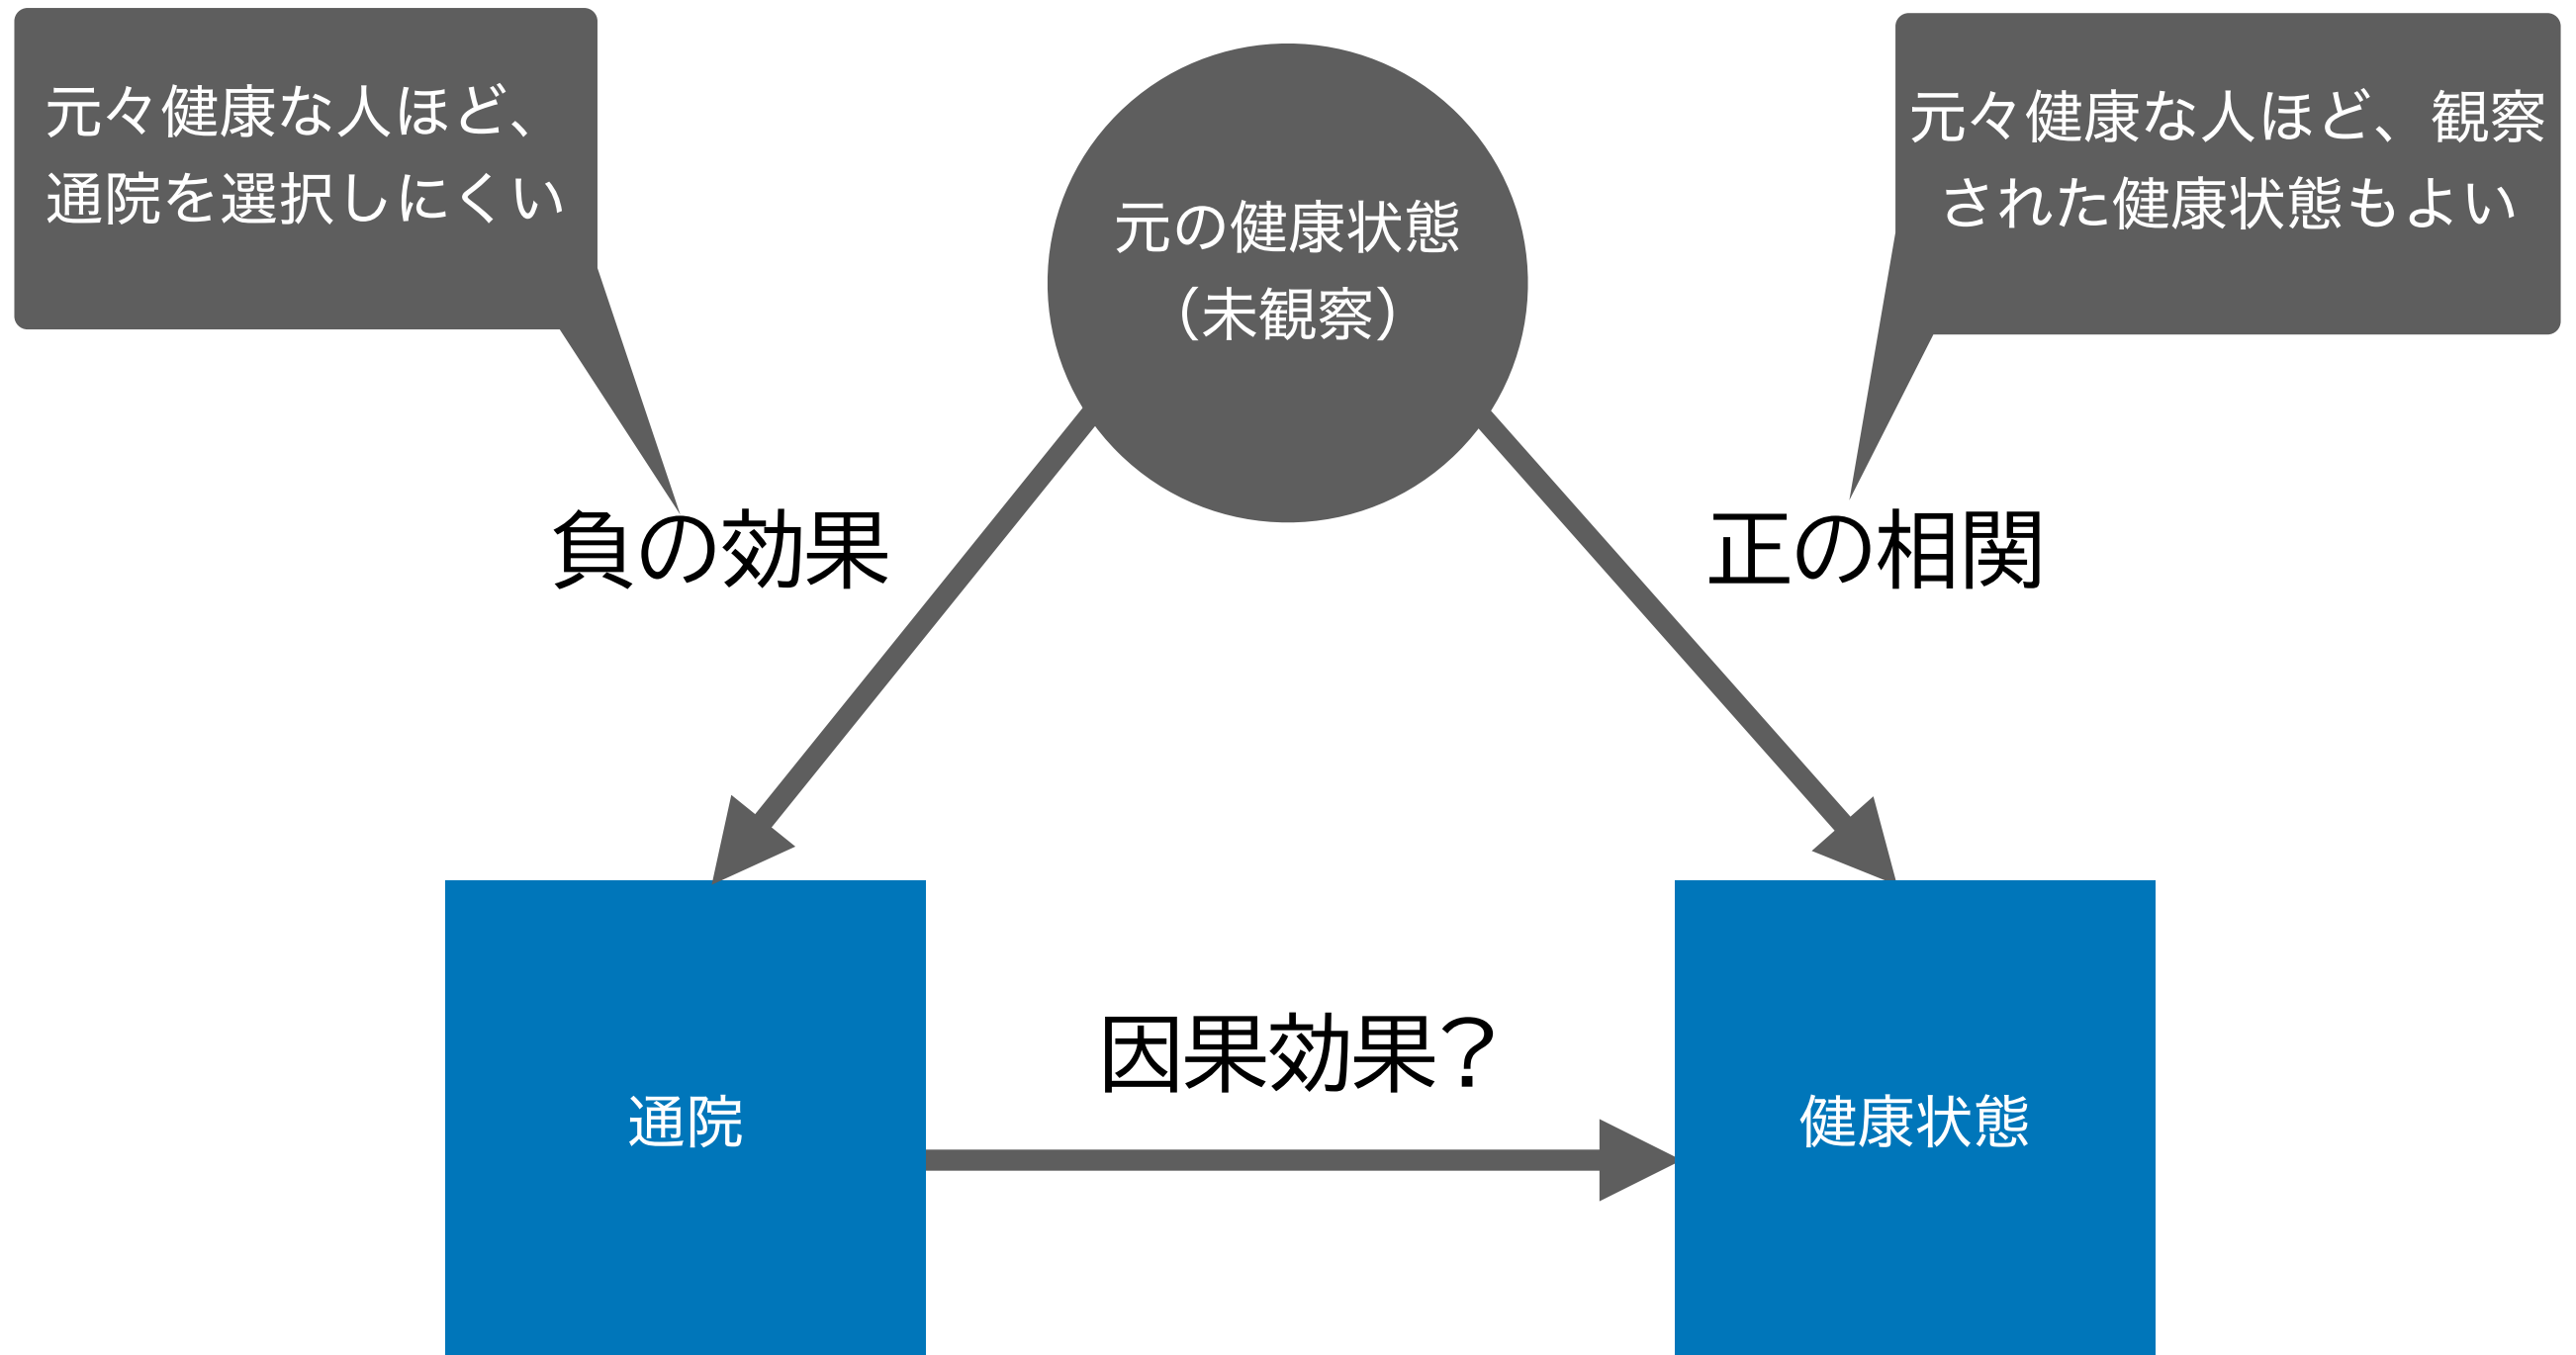 元々健康な人ほど、
通院を選択しにくい
元の健康状態
（未観察）
元々健康な人ほど、観察
された健康状態もよい
負の効果
正の相関
因果効果？
通院
健康状態